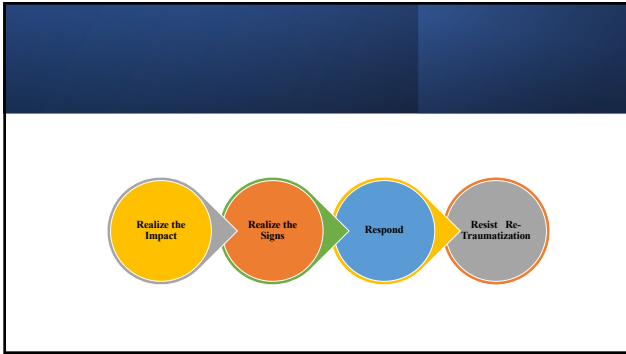 Realize the
Impact
Realize the
Signs
Respond
Resist Re-
Traumatization